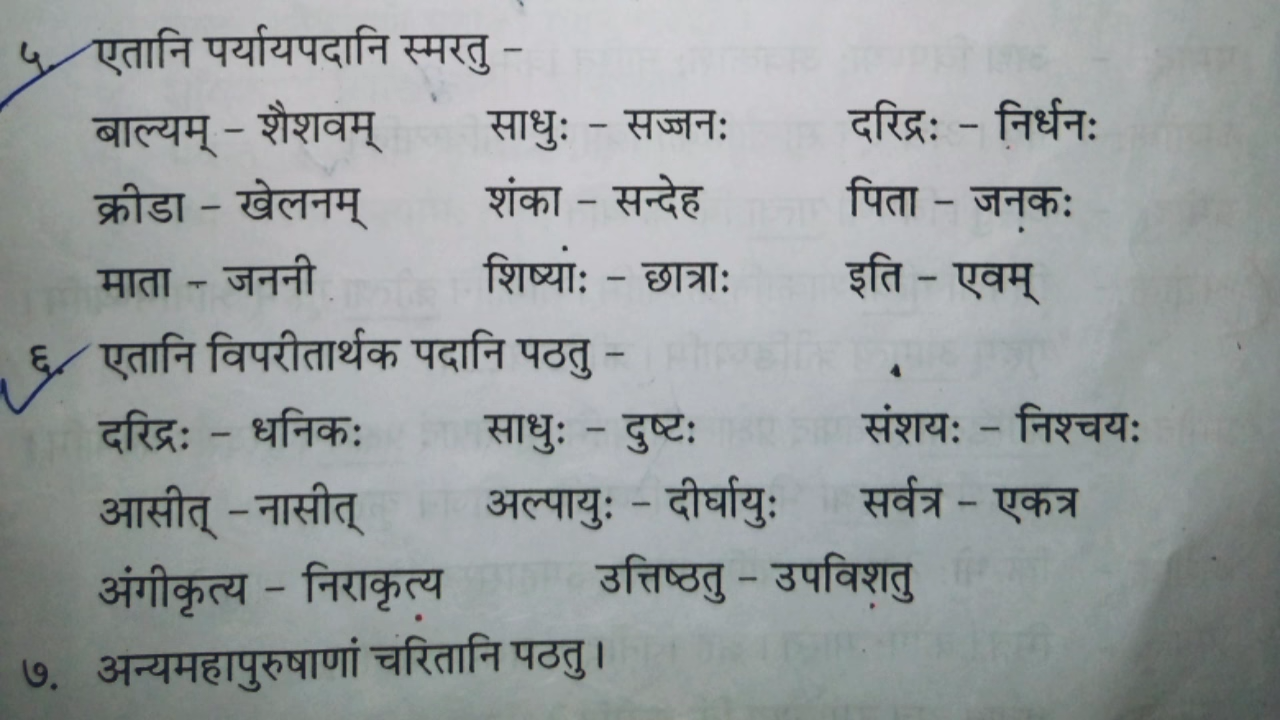 ५. एतानि पर्यायपदानि स्मरतु –
बाल्यम् – शैशवम् साधुः – सज्जनः दरिद्रः – निर्धनः
क्रीडा – खेलनम् शंका – सन्देह पिता – जनकः
माता – जननी शिष्याः – छात्राः इति – एवम्
६. एतानि विपरीतार्थक पदानि पठतु –
दरिद्रः – धनिकः साधुः – दुष्टः संशयः – निश्चयः
आसीत् – नासीत् अल्पायुः – दीर्घायुः सर्वत्र – एकत्र
अंगीकृत्य – निराकृत्य उत्तिष्ठतु – उपविशतु
७. अन्यमहापुरुषाणां चरितानि पठतु।